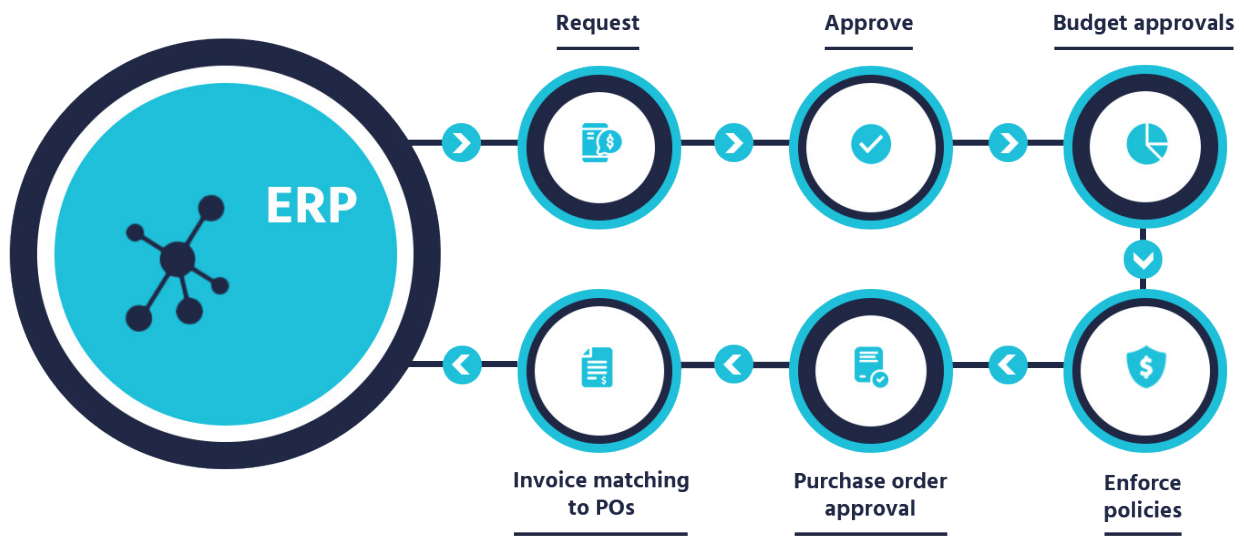 Request
Approve
Budget approvals
ERP
Invoice matching
to POs
Purchase order
approval
Enforce
policies